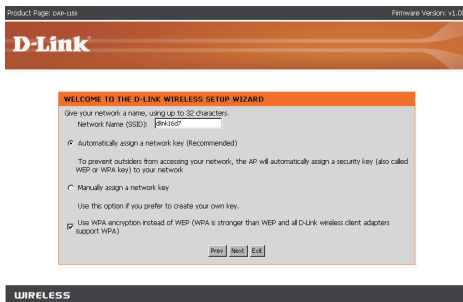 Product Page: DAP-1150 Firmware Version: v1.00
D-Link
WELCOME TO THE D-LINK WIRELESS SETUP WIZARD
Give your network a name, using up to 32 characters.
Network Name (SSID): dlink16d7
Automatically assign a network key (Recommended)
To prevent outsiders from accessing your network, the AP will automatically assign a security key (also called
WEP or WPA key) to your network
Manually assign a network key
Use this option if you prefer to create your own key.
Use WPA encryption instead of WEP (WPA is stronger than WEP and all D-Link wireless client adapters
support WPA)
Prev Next Exit
WIRELESS